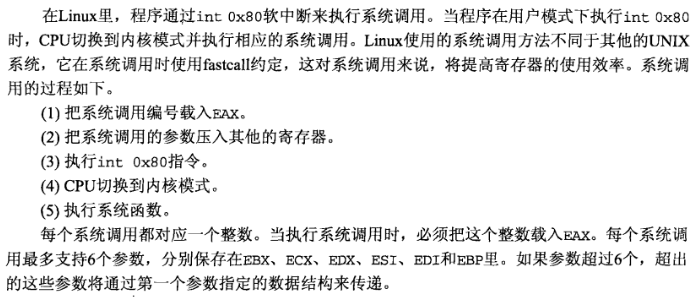 在Linux里，程序通过int 0x80软中断来执行系统调用。当程序在用户模式下执行int 0x80
时，CPU切换到内核模式并执行相应的系统调用。Linux使用的系统调用方法不同于其他的UNIX
系统，它在系统调用时使用fastcall约定，这对系统调用来说，将提高寄存器的使用效率。系统调
用的过程如下。
(1) 把系统调用编号载入EAX。
(2) 把系统调用的参数压入其他的寄存器。
(3) 执行int 0x80指令。
(4) CPU切换到内核模式。
(5) 执行系统函数。
每个系统调用都对应一个整数。当执行系统调用时，必须把这个整数载入EAX。每个系统调
用最多支持6个参数，分别保存在EBX、ECX、EDX、ESI、EDI和EBP里。如果参数超过6个，超出
的这些参数将通过第一个参数指定的数据结构来传递。